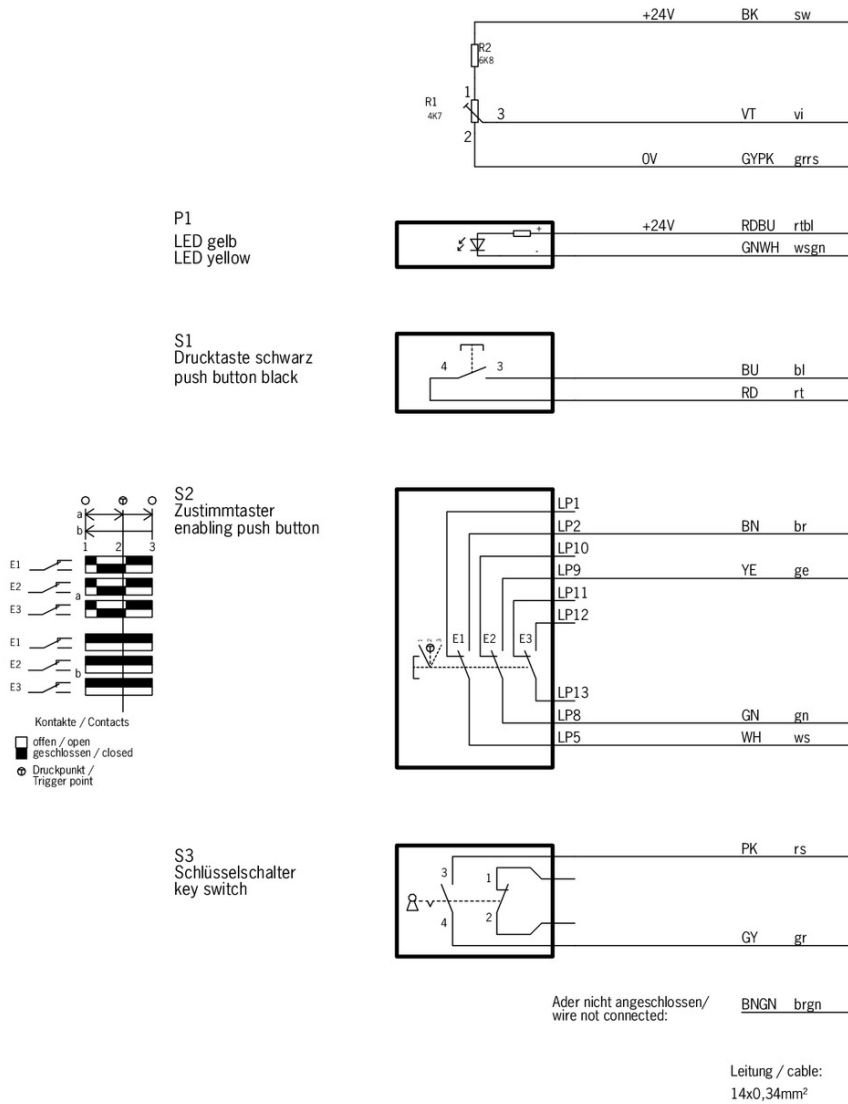 +24V BK sw
R2
6K8
1
R1
4K7
3 VT vi
2
0V GYPK grrs
P1
LED gelb
LED yellow
+ +24V RDBU rtbl
- GNWH wsgn
S1
Drucktaste schwarz
push button black
4 3
BU bl
RD rt
S2
Zustimmtaster
enabling push button
a
b
1 2 3
E1
E2
a
E3
E1
E2
b
E3
Kontakte / Contacts
offen / open
geschlossen / closed
Druckpunkt /
Trigger point
LP1
LP2 BN br
LP10
LP9 YE ge
LP11
LP12
1 2 3
E1 E2 E3
LP13
LP8 GN gn
LP5 WH ws
S3
Schlüsselschalter
key switch
PK rs
3 1
4 2
GY gr
Ader nicht angeschlossen/
wire not connected:
BNGN brgn
Leitung / cable:
14x0,34mm²